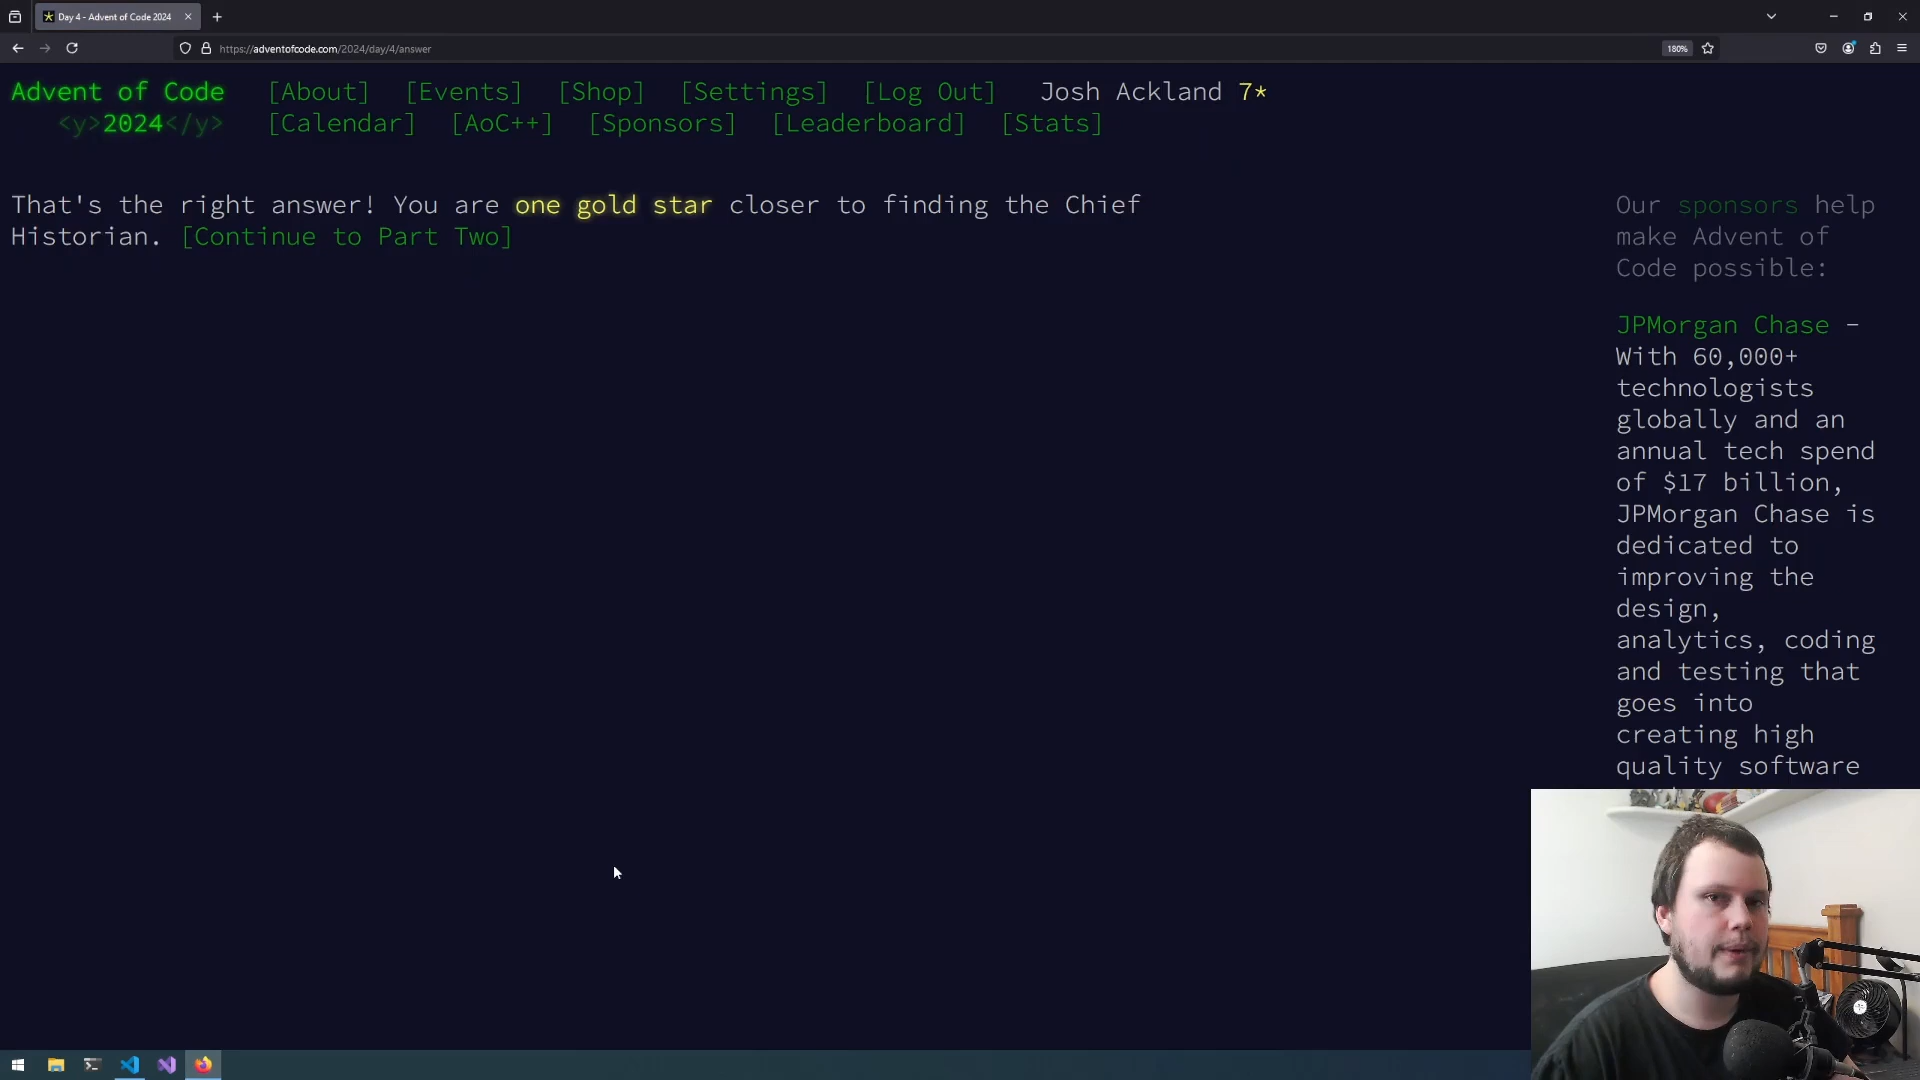 Day 4 - Advent of Code 2024
https://adventofcode.com/2024/day/4/answer
180%
Advent of Code [About] [Events] [Shop] [Settings] [Log Out] Josh Ackland 7*
<y>2024</y> [Calendar] [AoC++] [Sponsors] [Leaderboard] [Stats]
That's the right answer! You are one gold star closer to finding the Chief
Historian. [Continue to Part Two]
Our sponsors help
make Advent of
Code possible:
JPMorgan Chase -
With 60,000+
technologists
globally and an
annual tech spend
of $17 billion,
JPMorgan Chase is
dedicated to
improving the
design,
analytics, coding
and testing that
goes into
creating high
quality software